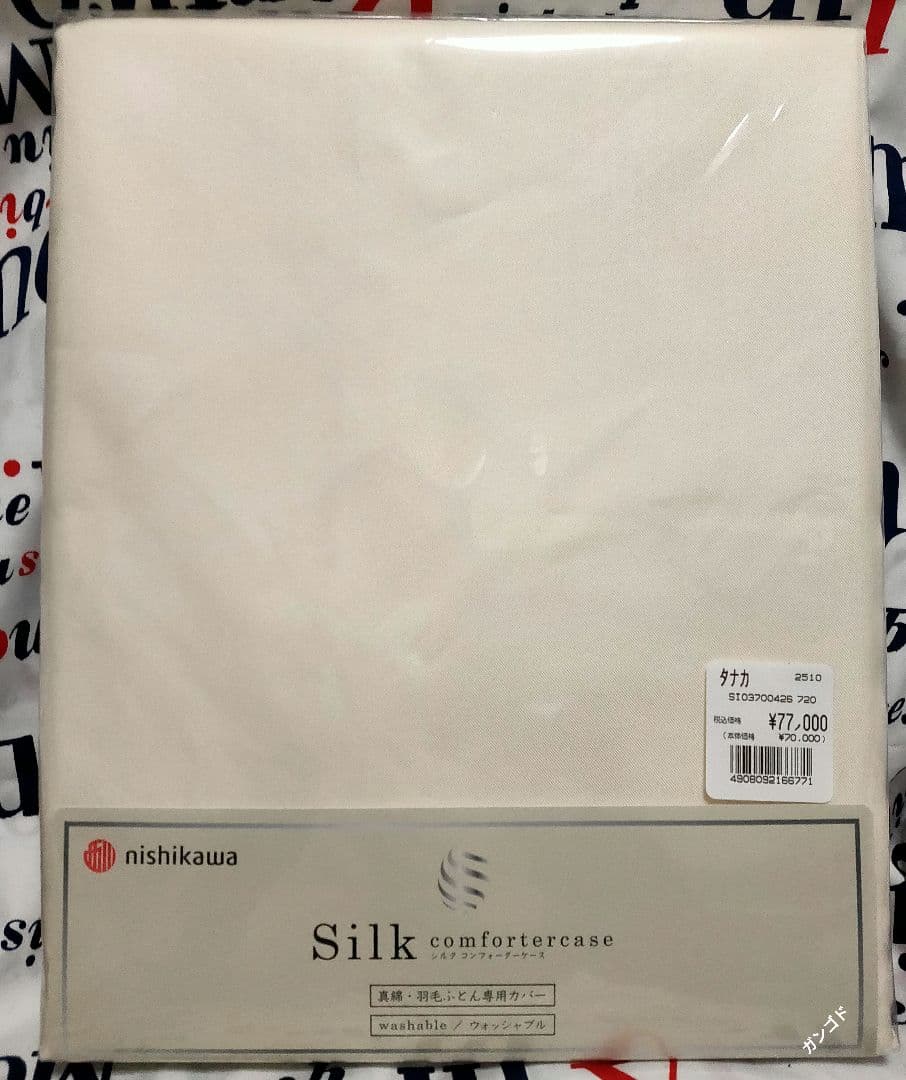 タナカ 2510
SI03700426 720
税込価格 ¥77,000
(本体価格 ¥70,000)
4908092166771
nishikawa
Silk comfortercase
シルク コンフォーターケース
真綿・羽毛ふとん専用カバー
washable / ウォッシャブル
ガンゴド